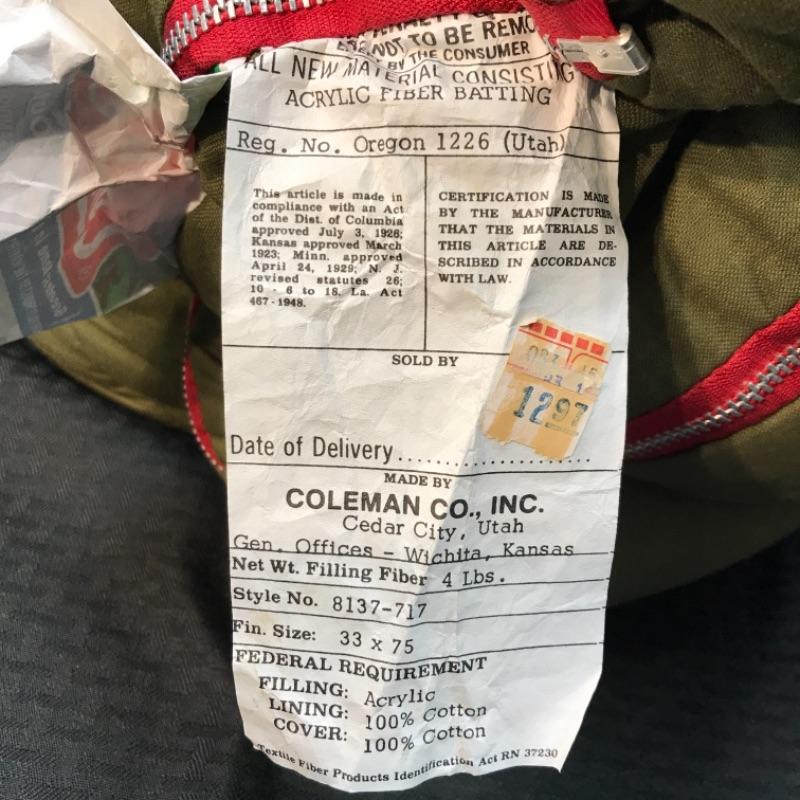 NOT TO BE REMO
BY THE CONSUMER
ALL NEW MATERIAL CONSISTING
ACRYLIC FIBER BATTING
Reg. No. Oregon 1226 (Utah)
This article is made in
compliance with an Act
of the Dist. of Columbia
approved July 3, 1926;
Kansas approved March
1923; Minn. approved
April 24, 1929; N. J.
revised statutes 26;
10 - 6 to 18. La. Act
467 - 1948.
CERTIFICATION IS MADE
BY THE MANUFACTURER
THAT THE MATERIALS IN
THIS ARTICLE ARE DE-
SCRIBED IN ACCORDANCE
WITH LAW.
SOLD BY
1297
Date of Delivery
MADE BY
COLEMAN CO., INC.
Cedar City, Utah
Gen. Offices - Wichita, Kansas
Net Wt. Filling Fiber 4 Lbs.
Style No. 8137-717
Fin. Size: 33 x 75
FEDERAL REQUIREMENT
FILLING: Acrylic
LINING: 100% Cotton
COVER: 100% Cotton
Textile Fiber Products Identification Act RN 37230